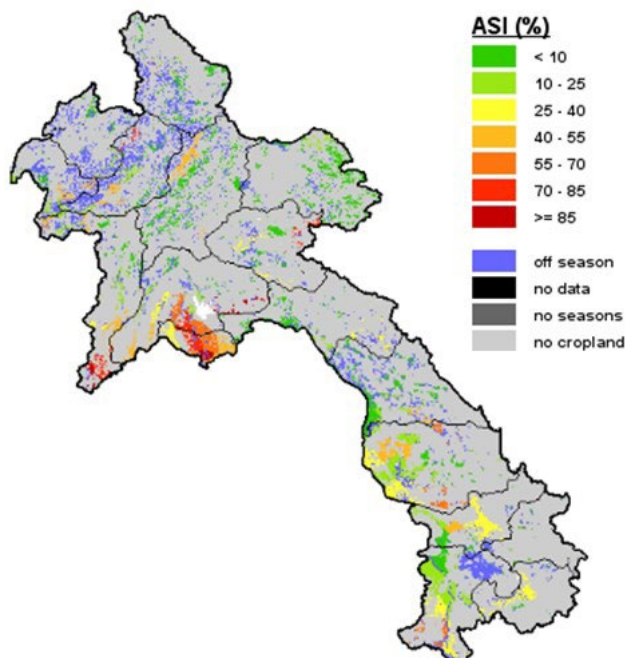 ASI (%)
< 10
10 - 25
25 - 40
40 - 55
55 - 70
70 - 85
>= 85
off season
no data
no seasons
no cropland